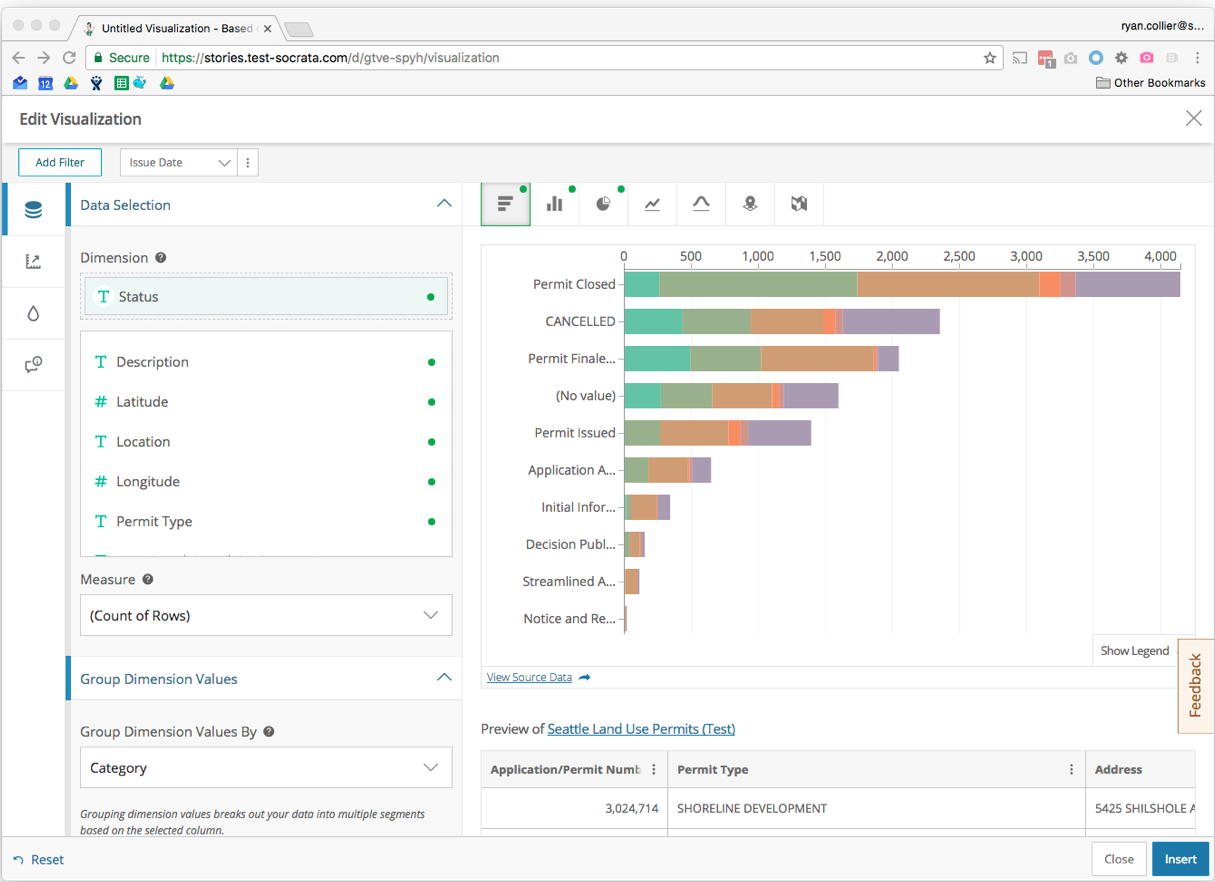 Untitled Visualization - Based
ryan.collier@s...
Secure https://stories.test-socrata.com/d/gtve-spyh/visualization
1
12
Other Bookmarks
Edit Visualization
Add Filter
Issue Date
Data Selection
Dimension
T Status
T Description
# Latitude
T Location
# Longitude
T Permit Type
Measure
(Count of Rows)
Group Dimension Values
Group Dimension Values By
Category
Grouping dimension values breaks out your data into multiple segments
based on the selected column.
0 500 1,000 1,500 2,000 2,500 3,000 3,500 4,000
Permit Closed
CANCELLED
Permit Finale...
(No value)
Permit Issued
Application A...
Initial Infor...
Decision Publ...
Streamlined A...
Notice and Re...
Show Legend
View Source Data
Feedback
Preview of Seattle Land Use Permits (Test)
Application/Permit Numb Permit Type Address
3,024,714 SHORELINE DEVELOPMENT 5425 SHILSHOLE A
Reset
Close
Insert